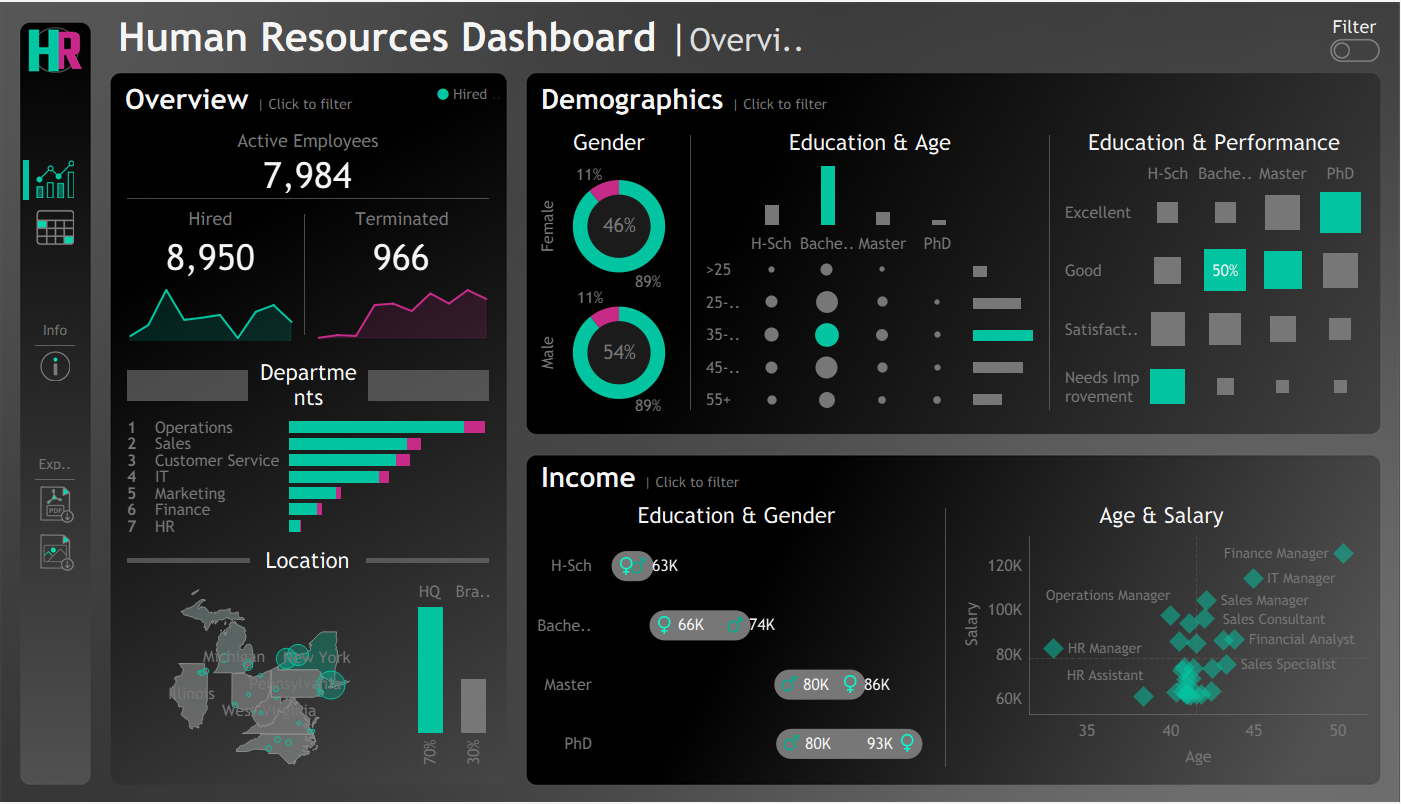 HR
Human Resources Dashboard |Overvi..
Filter
Info
Exp..
PDF
Overview | Click to filter
Hired ..
Active Employees
7,984
Hired
8,950
Terminated
966
Departme
nts
1 Operations
2 Sales
3 Customer Service
4 IT
5 Marketing
6 Finance
7 HR
Location
Michigan
New York
Illinois
Pennsylvania
West Virginia
HQ Bra..
70% 30%
Demographics | Click to filter
Gender
Female
11%
46%
89%
Male
11%
54%
89%
Education & Age
H-Sch Bache.. Master PhD
>25
25-..
35-..
45-..
55+
Education & Performance
H-Sch Bache.. Master PhD
Excellent
Good 50%
Satisfact..
Needs Imp
rovement
Income | Click to filter
Education & Gender
H-Sch 63K
Bache.. 66K 74K
Master 80K 86K
PhD 80K 93K
Age & Salary
Salary
120K
100K
80K
60K
Finance Manager
IT Manager
Operations Manager
Sales Manager
Sales Consultant
Financial Analyst
HR Manager
Sales Specialist
HR Assistant
35 40 45 50
Age